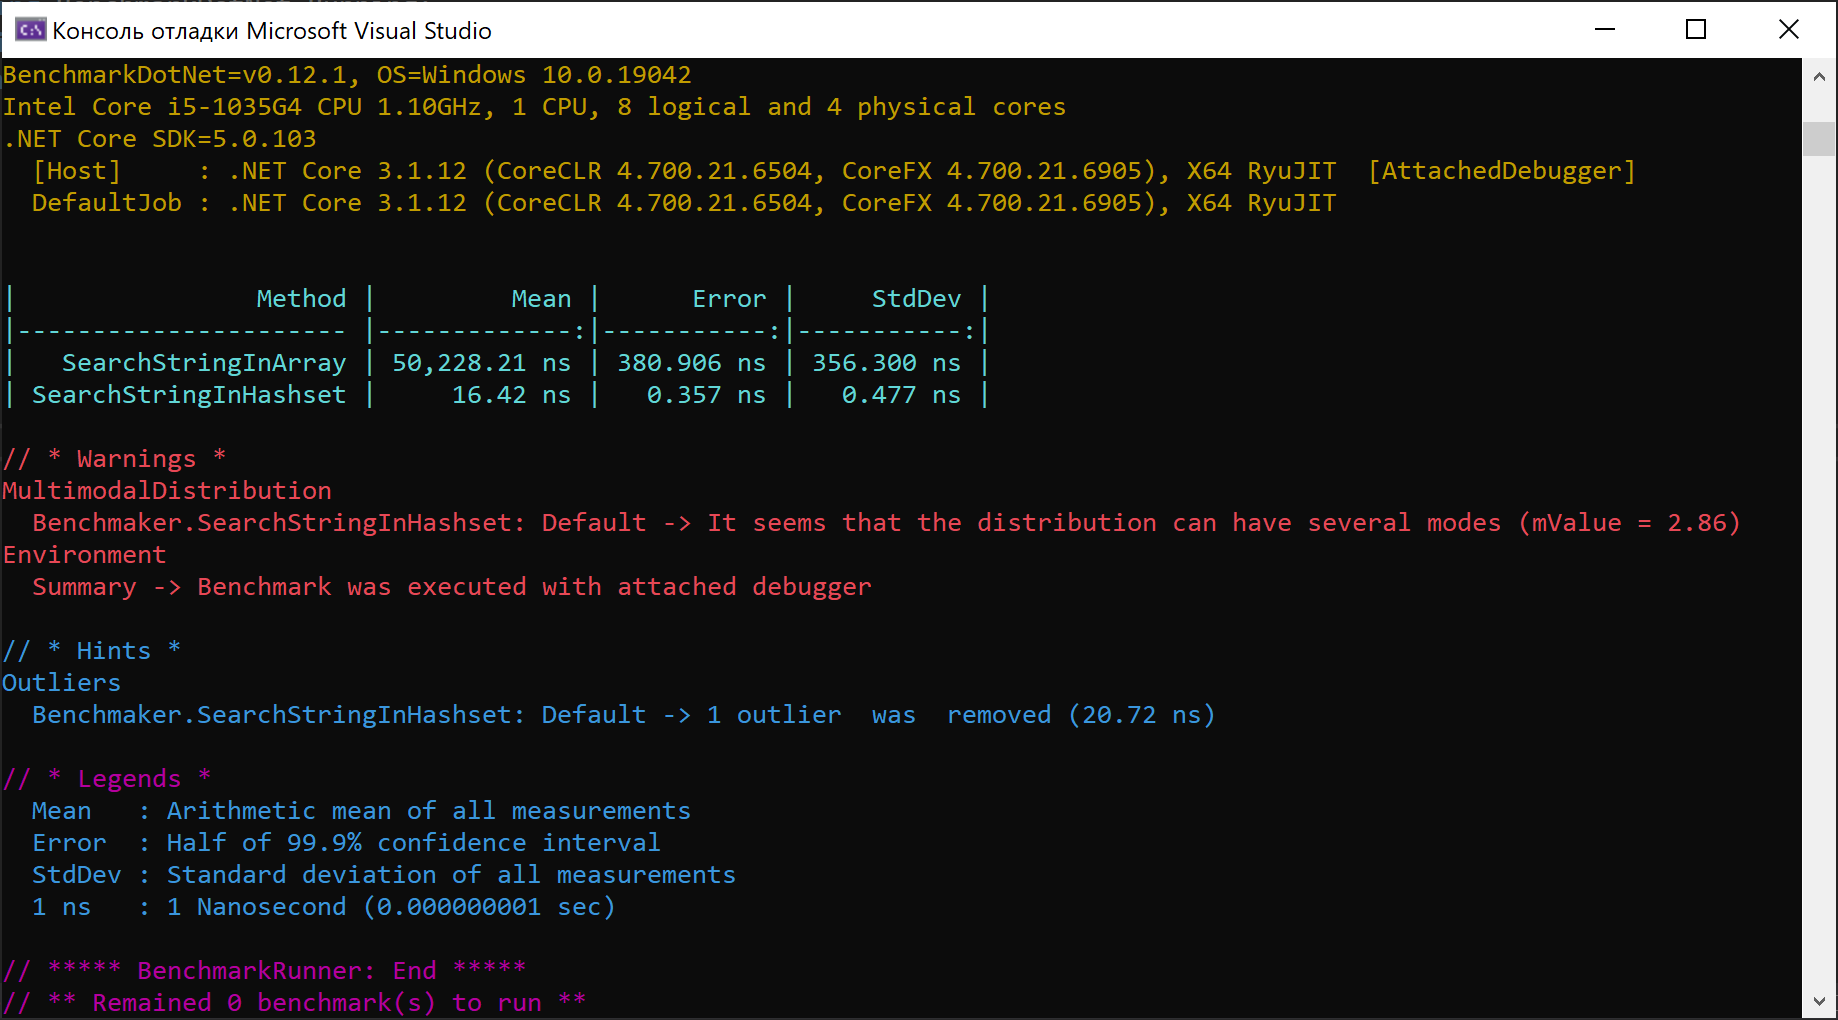 Консоль отладки Microsoft Visual Studio
BenchmarkDotNet=v0.12.1, OS=Windows 10.0.19042
Intel Core i5-1035G4 CPU 1.10GHz, 1 CPU, 8 logical and 4 physical cores
.NET Core SDK=5.0.103
  [Host]     : .NET Core 3.1.12 (CoreCLR 4.700.21.6504, CoreFX 4.700.21.6905), X64 RyuJIT  [AttachedDebugger]
  DefaultJob : .NET Core 3.1.12 (CoreCLR 4.700.21.6504, CoreFX 4.700.21.6905), X64 RyuJIT
|                Method |         Mean |      Error |     StdDev |
|---------------------- |-------------:|-----------:|-----------:|
|   SearchStringInArray | 50,228.21 ns | 380.906 ns | 356.300 ns |
| SearchStringInHashset |     16.42 ns |   0.357 ns |   0.477 ns |
// * Warnings *
MultimodalDistribution
  Benchmaker.SearchStringInHashset: Default -> It seems that the distribution can have several modes (mValue = 2.86)
Environment
  Summary -> Benchmark was executed with attached debugger
// * Hints *
Outliers
  Benchmaker.SearchStringInHashset: Default -> 1 outlier  was  removed (20.72 ns)
// * Legends *
  Mean   : Arithmetic mean of all measurements
  Error  : Half of 99.9% confidence interval
  StdDev : Standard deviation of all measurements
  1 ns   : 1 Nanosecond (0.000000001 sec)
// ***** BenchmarkRunner: End *****
// ** Remained 0 benchmark(s) to run **